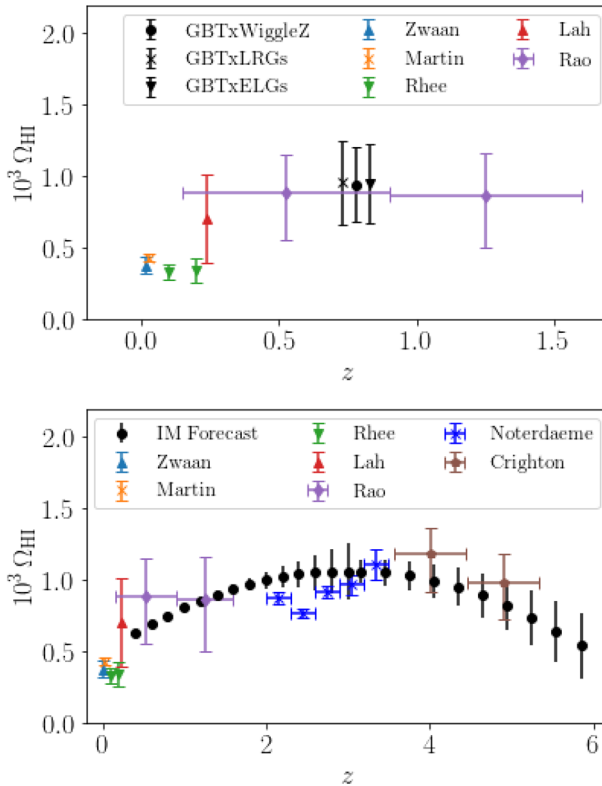 2.0
1.5
1.0
0.5
0.0
10³ Ω_HI
GBTxWiggleZ Zwaan Lah
GBTxLRGs Martin Rao
GBTxELGs Rhee
0.0 0.5 1.0 1.5
z
2.0
1.5
1.0
0.5
0.0
10³ Ω_HI
IM Forecast Rhee Noterdaeme
Zwaan Lah Crighton
Martin Rao
0 2 4 6
z